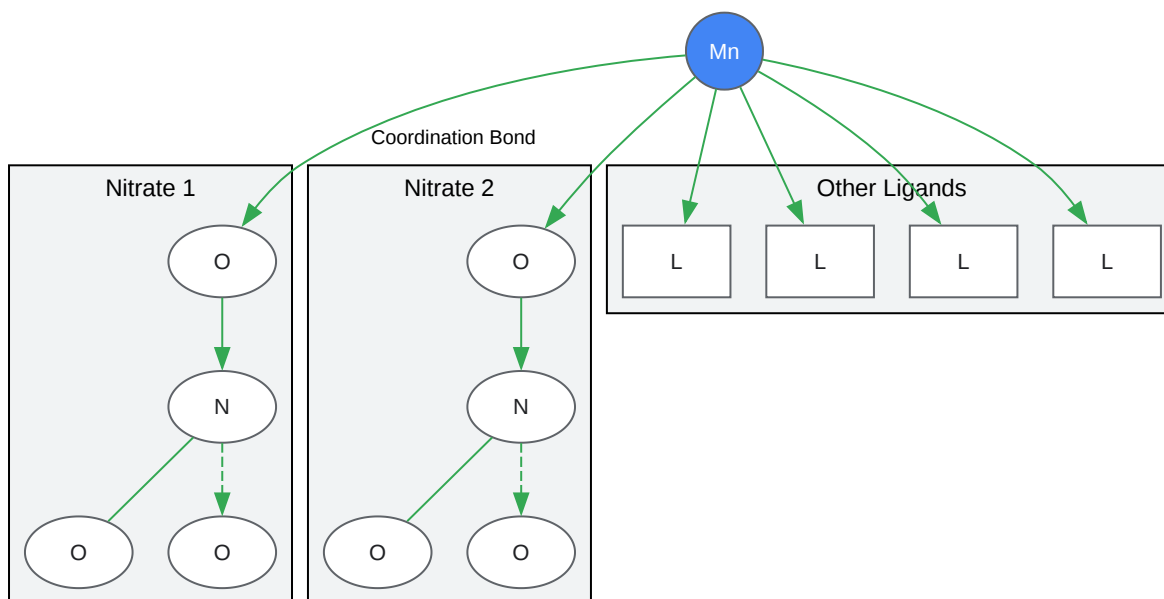 Mn
Coordination Bond
Nitrate 1
Nitrate 2
Other Ligands
O
O
L
L
L
L
N
N
O
O
O
O